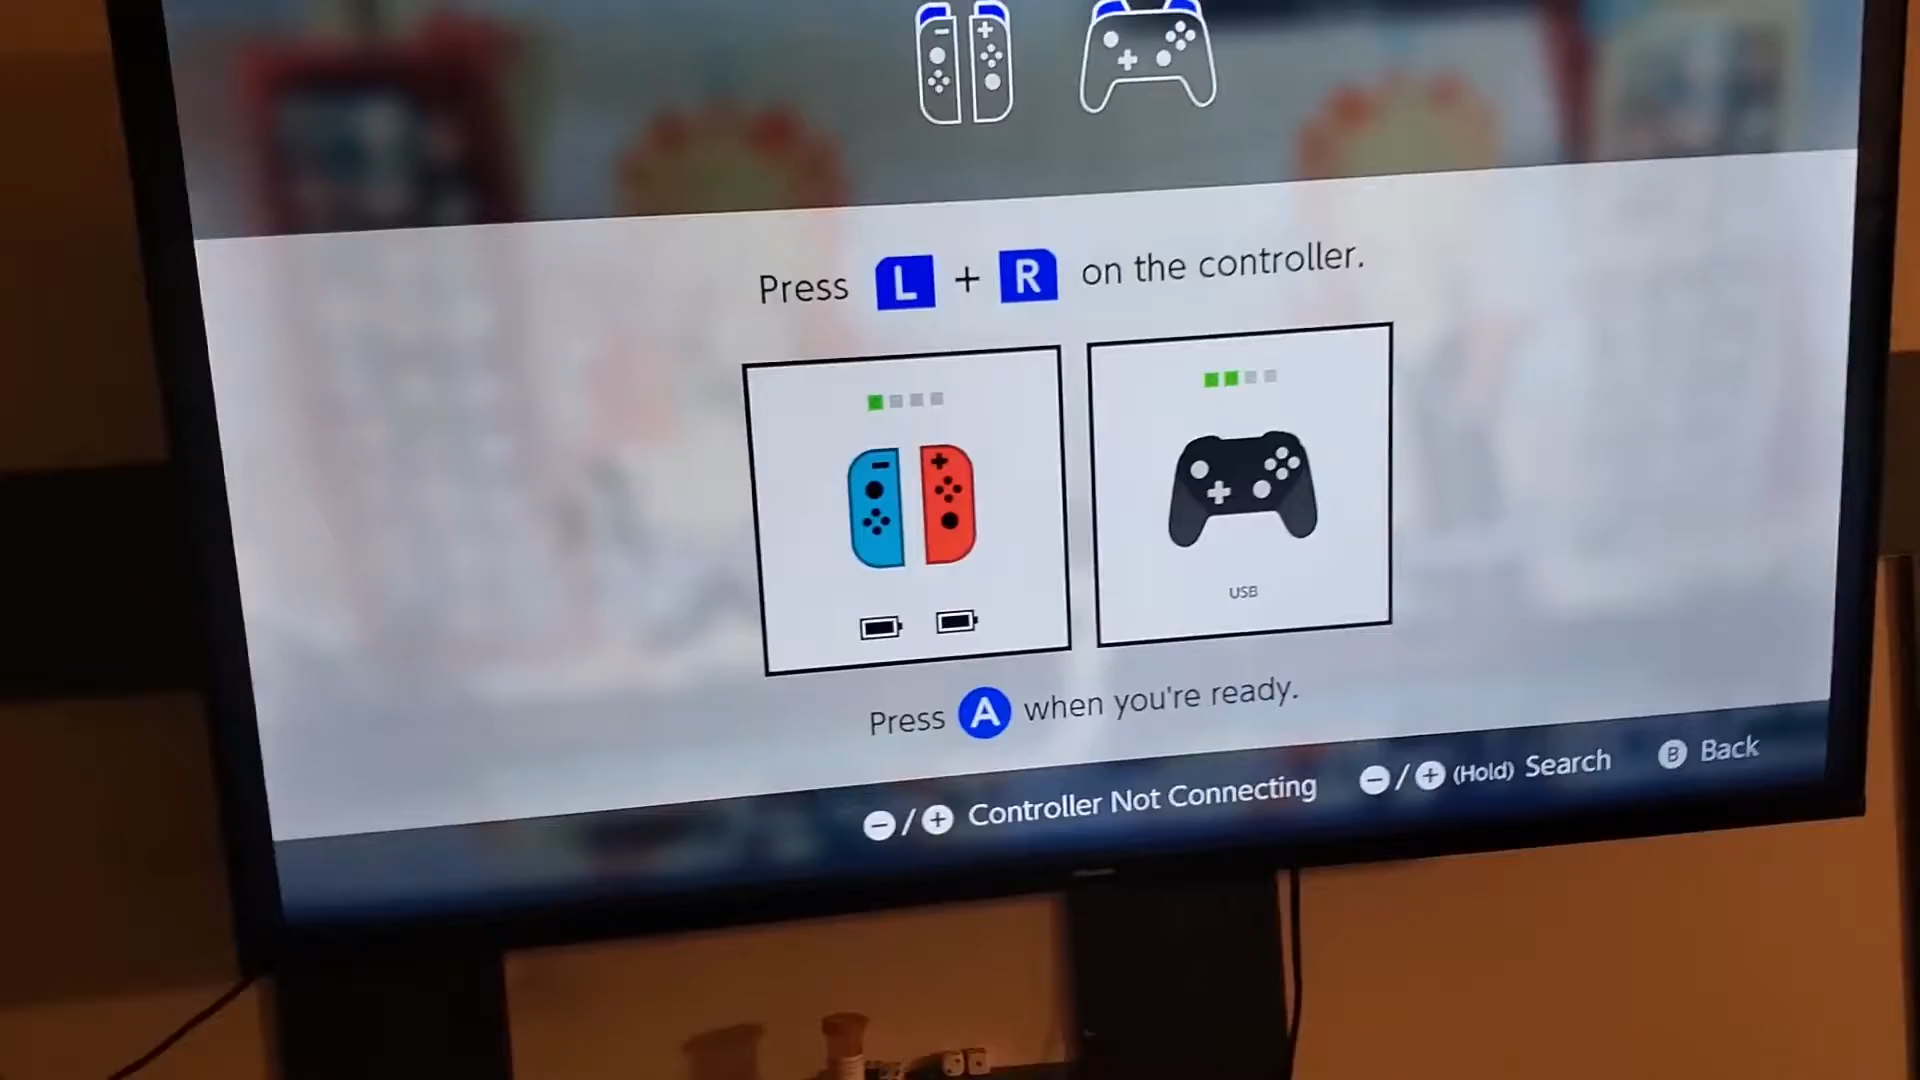 Press L + R on the controller.
USB
Press A when you're ready.
−/+ Controller Not Connecting −/+ (Hold) Search B Back